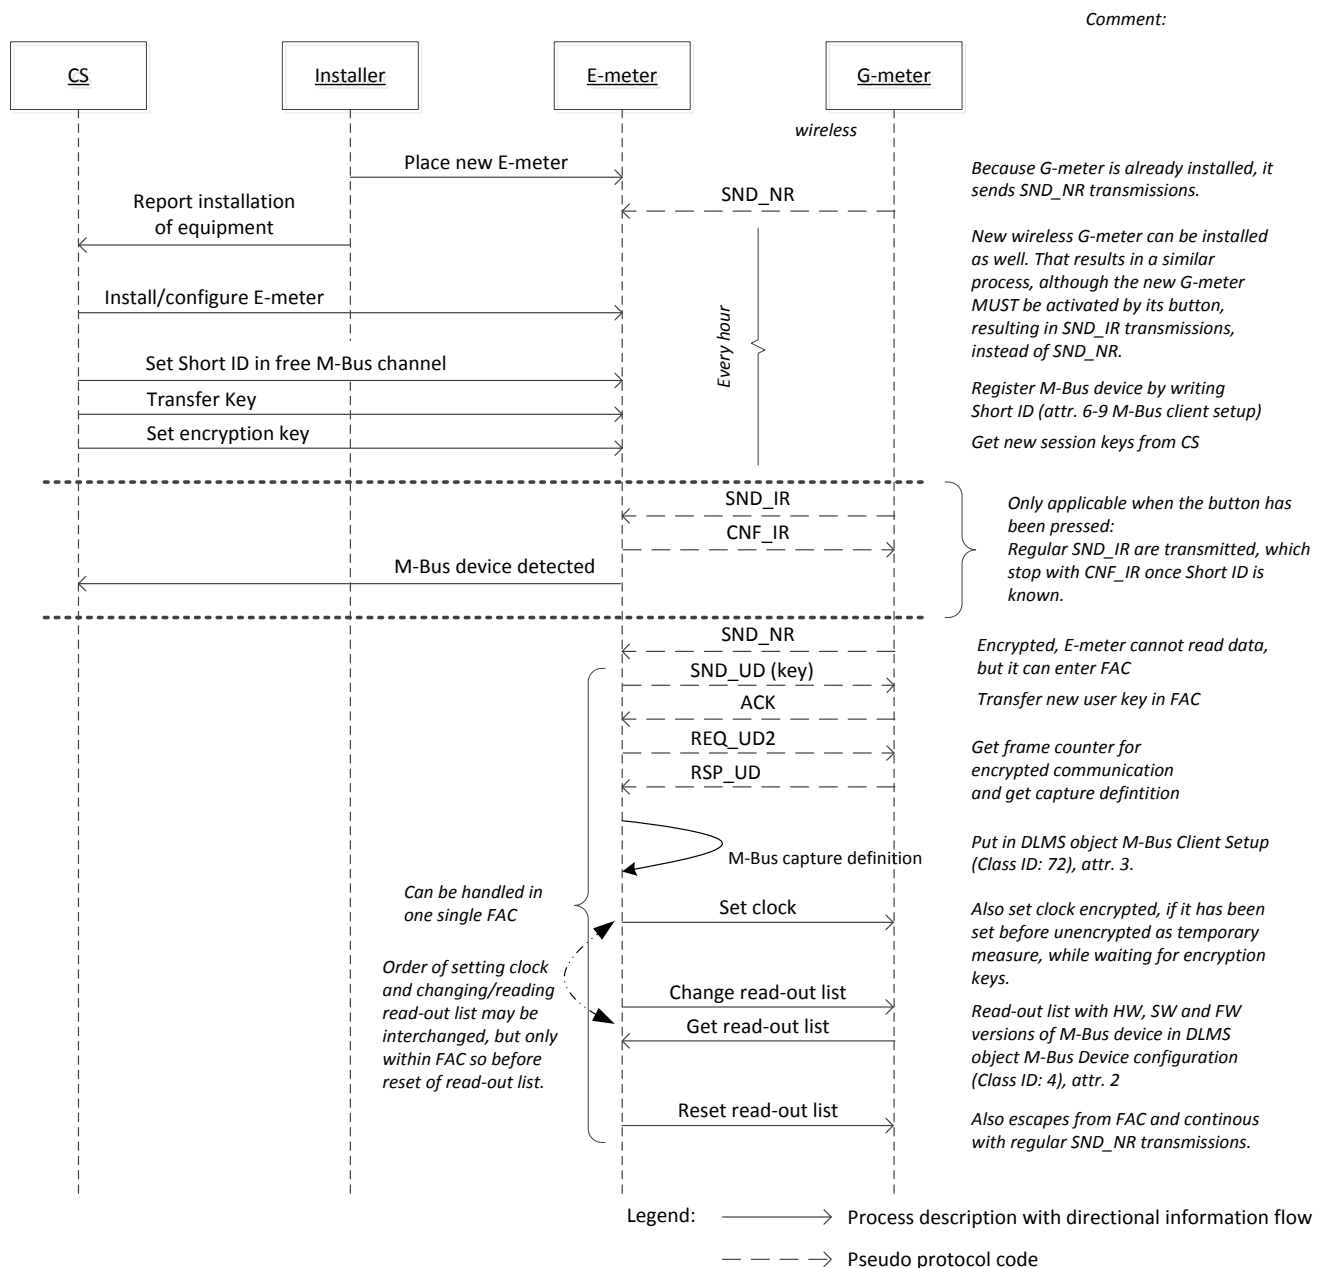 Comment:
CS
Installer
E-meter
G-meter
wireless
Place new E-meter
Because G-meter is already installed, it
sends SND_NR transmissions.
SND_NR
Report installation
of equipment
New wireless G-meter can be installed
as well. That results in a similar
process, although the new G-meter
MUST be activated by its button,
resulting in SND_IR transmissions,
instead of SND_NR.
Install/configure E-meter
Every hour
Set Short ID in free M-Bus channel
Transfer Key
Register M-Bus device by writing
Short ID (attr. 6-9 M-Bus client setup)
Set encryption key
Get new session keys from CS
SND_IR
CNF_IR
M-Bus device detected
Only applicable when the button has
been pressed:
Regular SND_IR are transmitted, which
stop with CNF_IR once Short ID is
known.
SND_NR
Encrypted, E-meter cannot read data,
but it can enter FAC
SND_UD (key)
Transfer new user key in FAC
ACK
REQ_UD2
Get frame counter for
encrypted communication
and get capture defintition
RSP_UD
M-Bus capture definition
Put in DLMS object M-Bus Client Setup
(Class ID: 72), attr. 3.
Can be handled in
one single FAC
Set clock
Also set clock encrypted, if it has been
set before unencrypted as temporary
measure, while waiting for encryption
keys.
Order of setting clock
and changing/reading
read-out list may be
interchanged, but only
within FAC so before
reset of read-out list.
Change read-out list
Get read-out list
Read-out list with HW, SW and FW
versions of M-Bus device in DLMS
object M-Bus Device configuration
(Class ID: 4), attr. 2
Reset read-out list
Also escapes from FAC and continous
with regular SND_NR transmissions.
Legend:
Process description with directional information flow
Pseudo protocol code